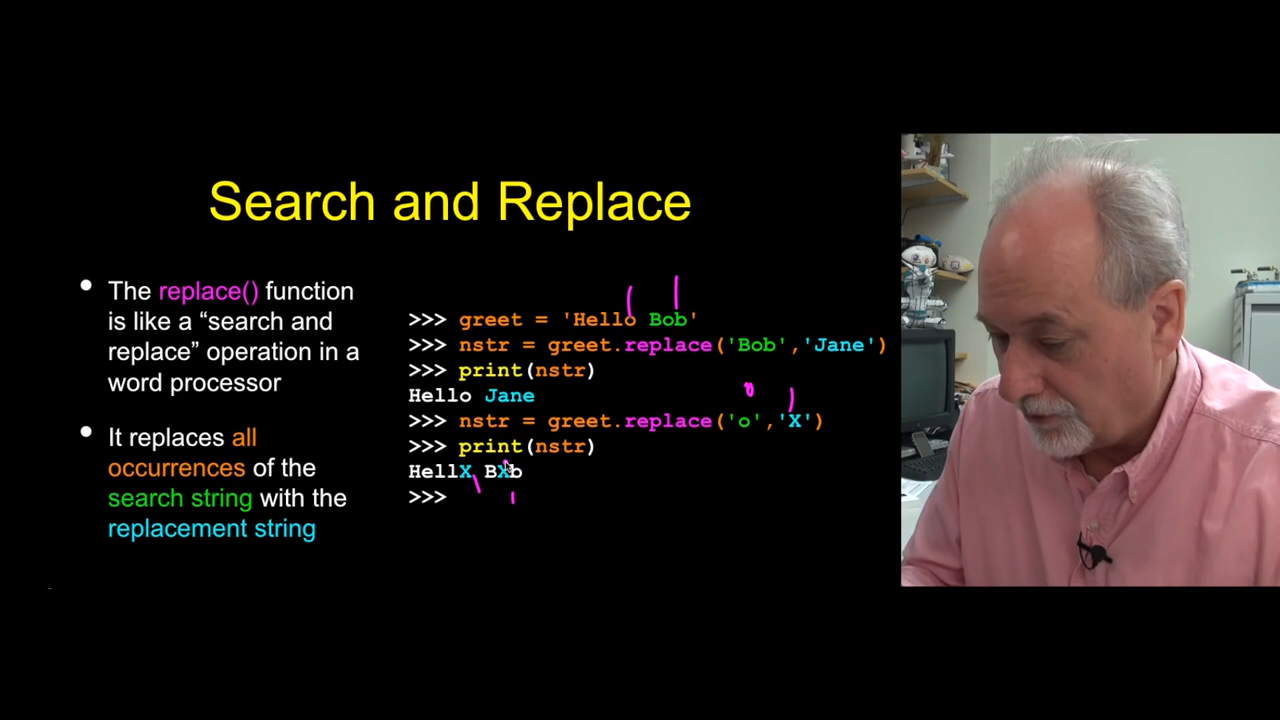 Search and Replace
• The replace() function
is like a “search and
replace” operation in a
word processor
• It replaces all
occurrences of the
search string with the
replacement string
>>> greet = 'Hello Bob'
>>> nstr = greet.replace('Bob','Jane')
>>> print(nstr)
Hello Jane
>>> nstr = greet.replace('o','X')
>>> print(nstr)
HellX BXb
>>>